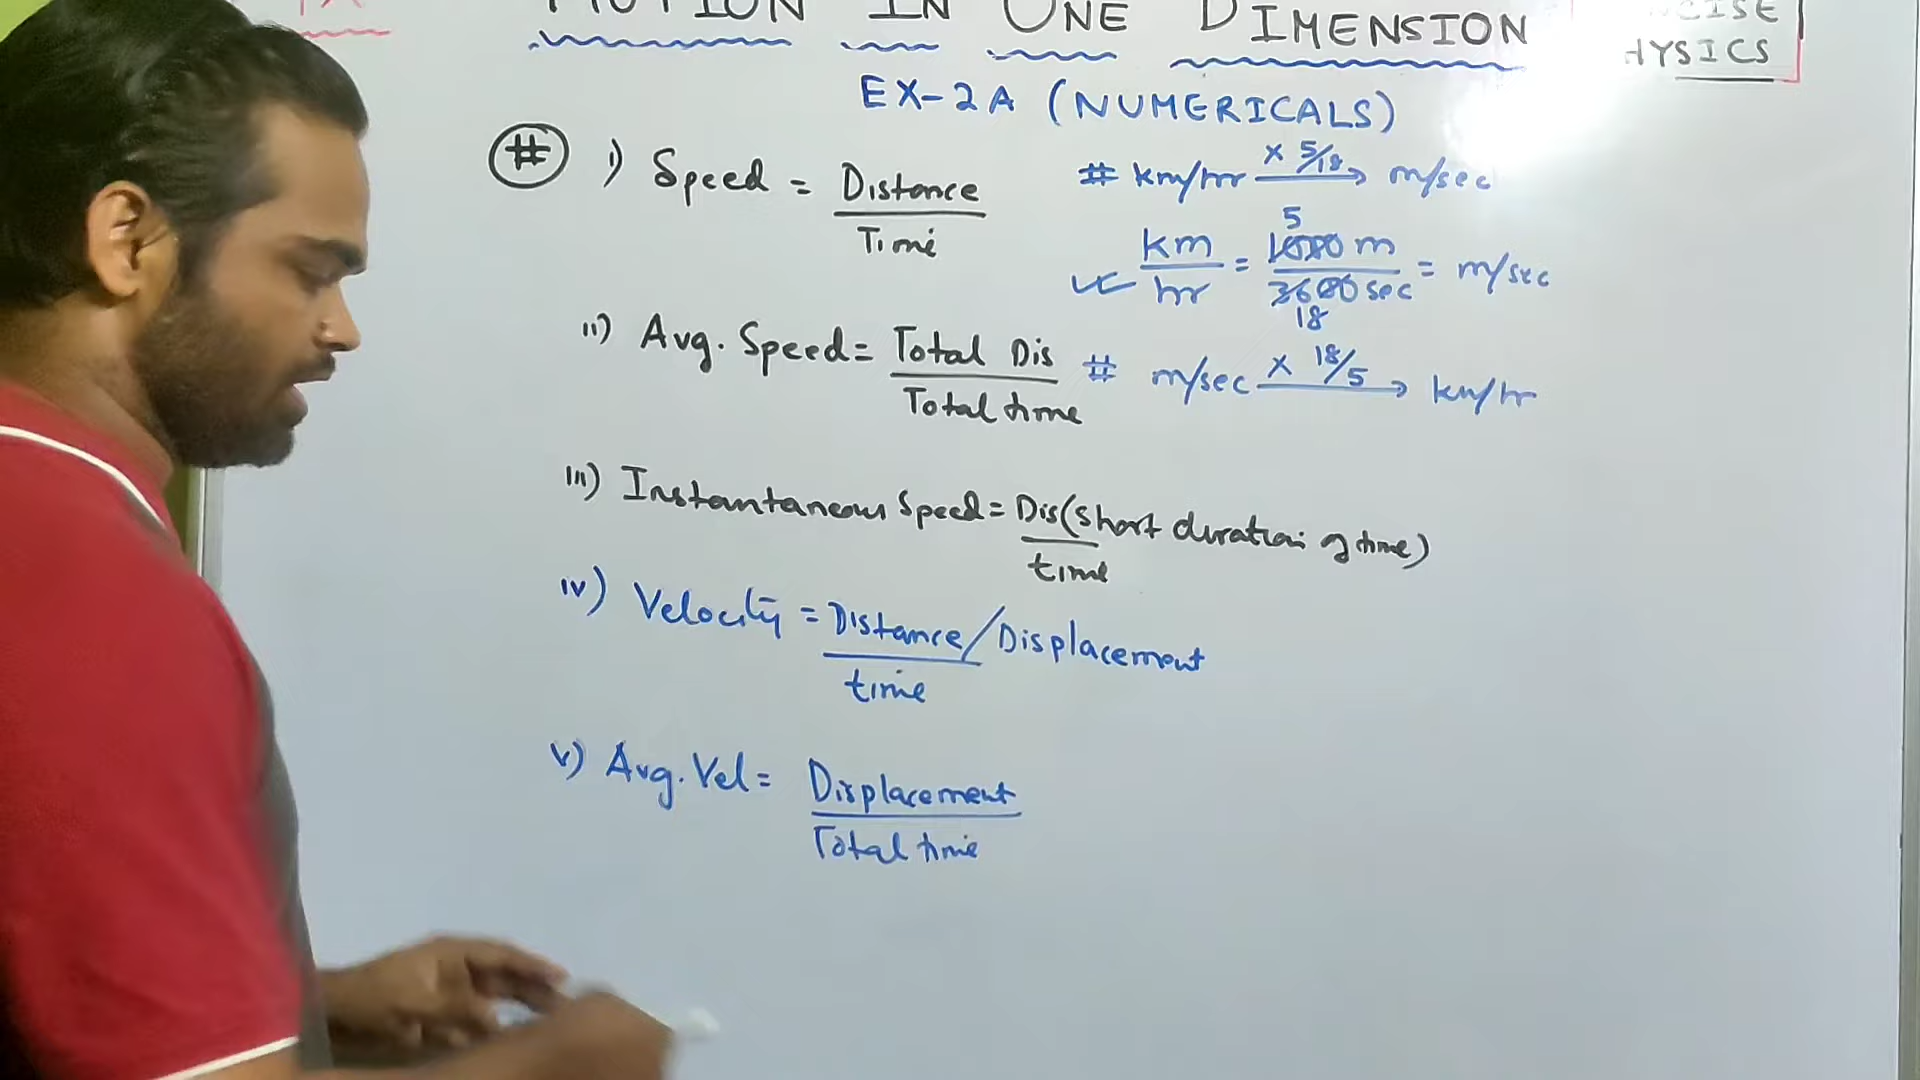 IX
MOTION IN ONE DIMENSION
CISE
HYSICS
EX-2A (NUMERICALS)
# i) Speed = Distance
Time
# km/hr × 5/18 → m/sec
km/hr = 1000 m/3600 sec = m/sec
5
18
ii) Avg. Speed = Total Dis
Total time
# m/sec × 18/5 → km/hr
iii) Instantaneous Speed = Dis (short duration of time)
time
iv) Velocity = Distance/Displacement
time
v) Avg. Vel = Displacement
Total time